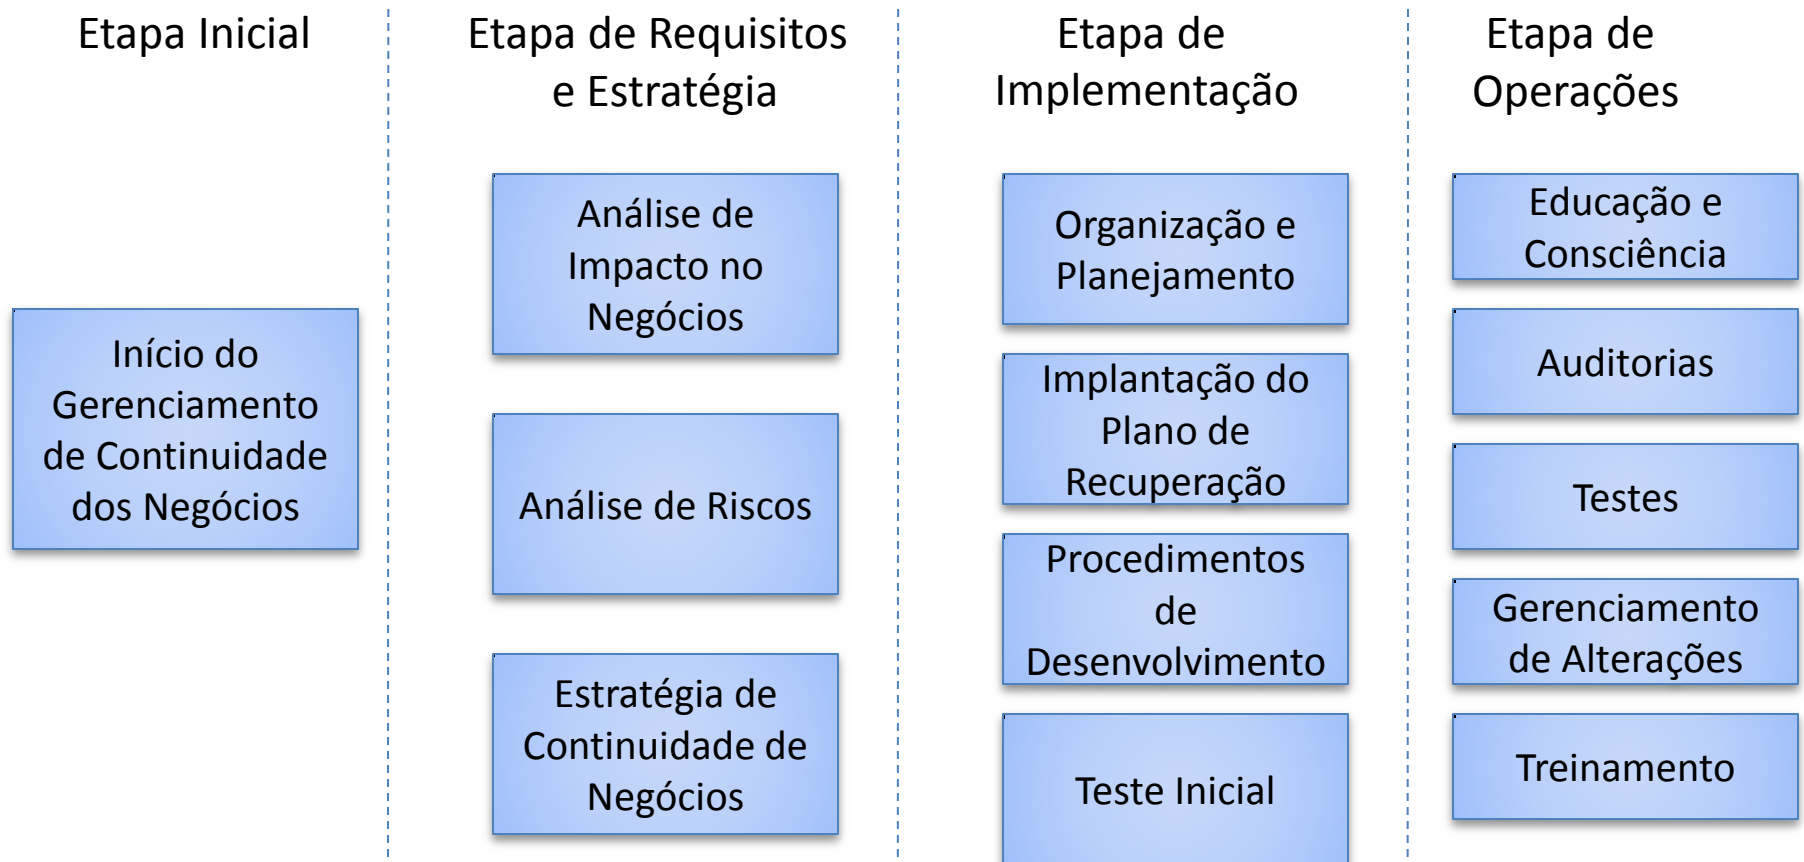 Etapa Inicial
Início do
Gerenciamento
de Continuidade
dos Negócios
Etapa de Requisitos
e Estratégia
Análise de
Impacto no
Negócios
Análise de Riscos
Estratégia de
Continuidade de
Negócios
Etapa de
Implementação
Organização e
Planejamento
Implantação do
Plano de
Recuperação
Procedimentos
de
Desenvolvimento
Teste Inicial
Etapa de
Operações
Educação e
Consciência
Auditorias
Testes
Gerenciamento
de Alterações
Treinamento